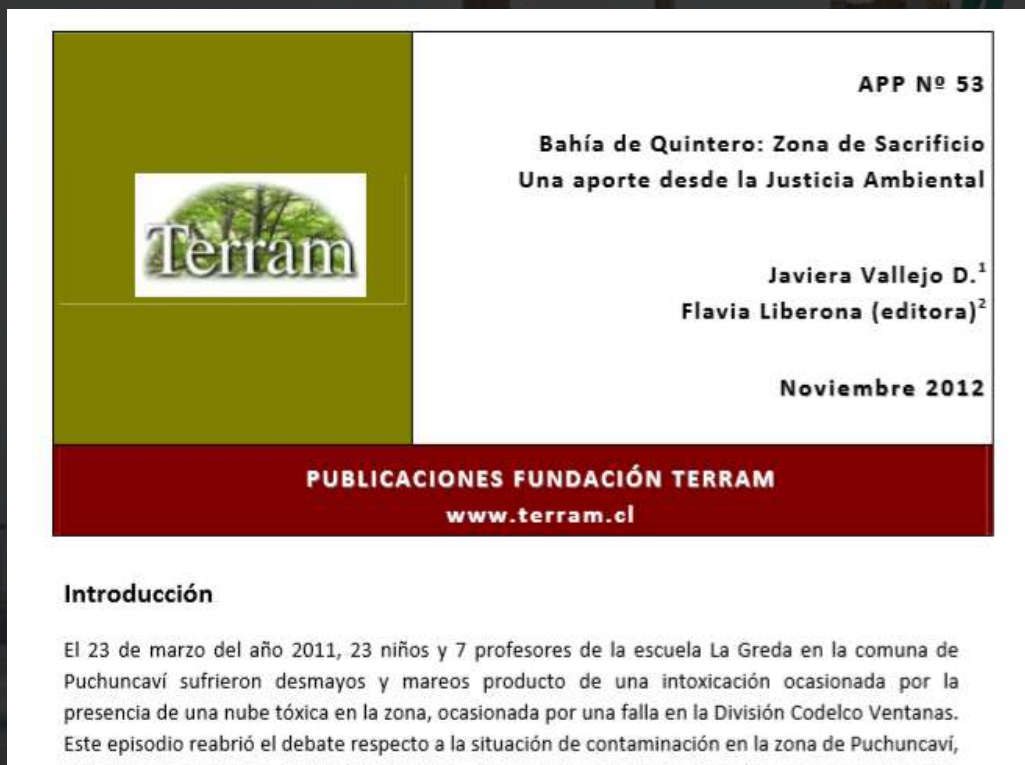 Terram
APP Nº 53
Bahía de Quintero: Zona de Sacrificio
Una aporte desde la Justicia Ambiental
Javiera Vallejo D.¹
Flavia Liberona (editora)²
Noviembre 2012
PUBLICACIONES FUNDACIÓN TERRAM
www.terram.cl
Introducción
El 23 de marzo del año 2011, 23 niños y 7 profesores de la escuela La Greda en la comuna de
Puchuncaví sufrieron desmayos y mareos producto de una intoxicación ocasionada por la
presencia de una nube tóxica en la zona, ocasionada por una falla en la División Codelco Ventanas.
Este episodio reabrió el debate respecto a la situación de contaminación en la zona de Puchuncaví,